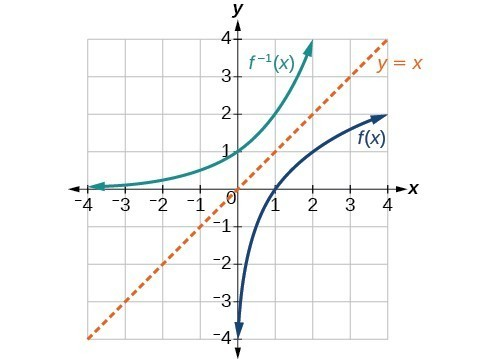 y
4
f⁻¹(x)
y = x
3
2
f(x)
1
x
−4 −3 −2 −1 0 1 2 3 4
−1
−2
−3
−4